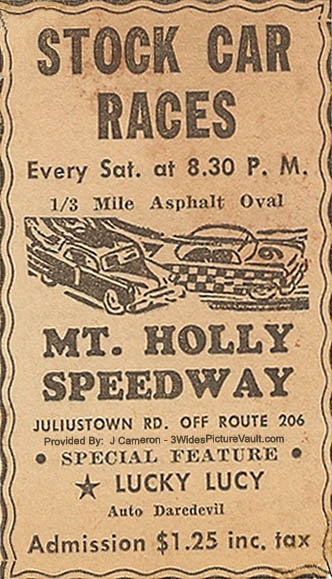 STOCK CAR
RACES
Every Sat. at 8.30 P. M.
1/3 Mile Asphalt Oval
MT. HOLLY
SPEEDWAY
JULIUSTOWN RD. OFF ROUTE 206
Provided By: J Cameron - 3WidesPictureVault.com
• SPECIAL FEATURE •
★ LUCKY LUCY
Auto Daredevil
Admission $1.25 inc. tax